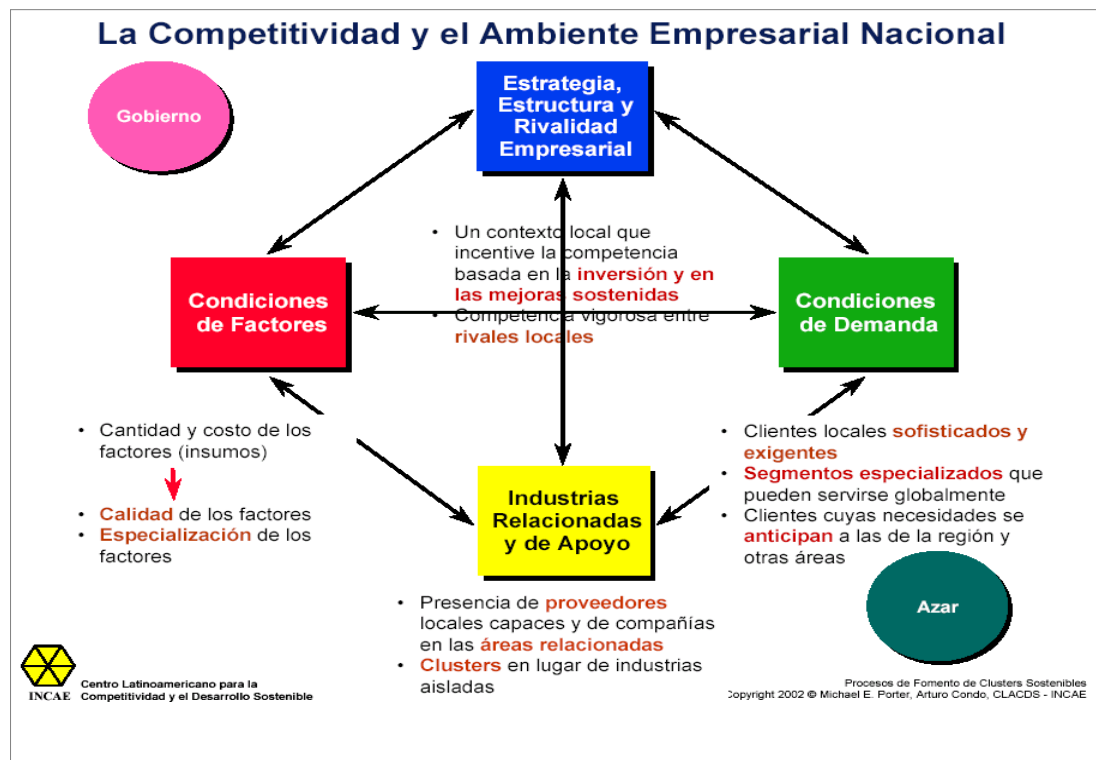 La Competitividad y el Ambiente Empresarial Nacional
Gobierno
Estrategia,
Estructura y
Rivalidad
Empresarial
• Un contexto local que
incentive la competencia
basada en la inversión y en
las mejoras sostenidas
• Competencia vigorosa entre
rivales locales
Condiciones
de Factores
Condiciones
de Demanda
• Cantidad y costo de los
factores (insumos)
• Calidad de los factores
• Especialización de los
factores
Industrias
Relacionadas
y de Apoyo
• Clientes locales sofisticados y
exigentes
• Segmentos especializados que
pueden servirse globalmente
• Clientes cuyas necesidades se
anticipan a las de la región y
otras áreas
Azar
• Presencia de proveedores
locales capaces y de compañías
en las áreas relacionadas
• Clusters en lugar de industrias
aisladas
INCAE
Centro Latinoamericano para la
Competitividad y el Desarrollo Sostenible
Procesos de Fomento de Clusters Sostenibles
Copyright 2002 © Michael E. Porter, Arturo Condo, CLACDS - INCAE